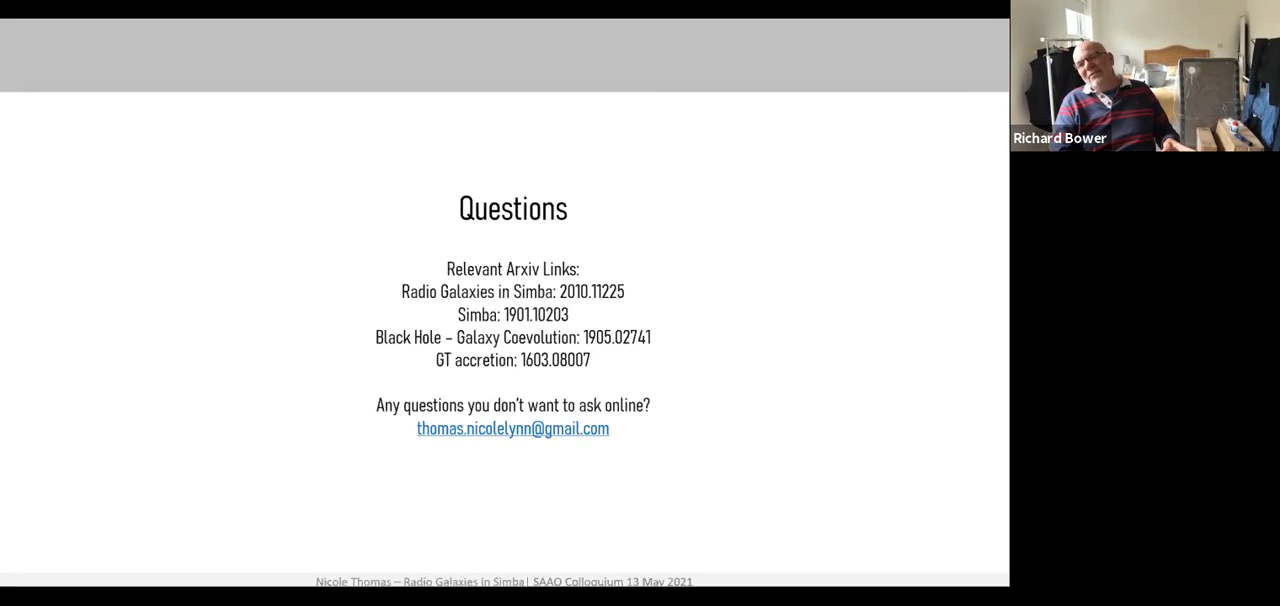 Questions
Relevant Arxiv Links:
Radio Galaxies in Simba: 2010.11225
Simba: 1901.10203
Black Hole – Galaxy Coevolution: 1905.02741
GT accretion: 1603.08007
Any questions you don't want to ask online?
thomas.nicolelynn@gmail.com
Nicole Thomas – Radio Galaxies in Simba| SAAO Colloquium 13 May 2021
Richard Bower